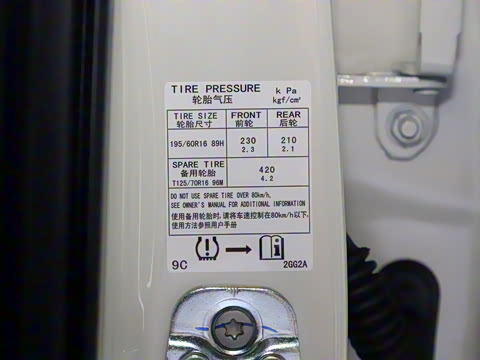 TIRE PRESSURE k Pa
轮胎气压 kgf/cm²
TIRE SIZE FRONT REAR
轮胎尺寸 前轮 后轮
195/60R16 89H 230 210
2.3 2.1
SPARE TIRE 420
备用轮胎 4.2
T125/70R16 96M
DO NOT USE SPARE TIRE OVER 80km/h.
SEE OWNER'S MANUAL FOR ADDITIONAL INFORMATION
使用备用轮胎时,请将车速控制在80km/h以下,
使用方法参照用户手册
9C 2GG2A